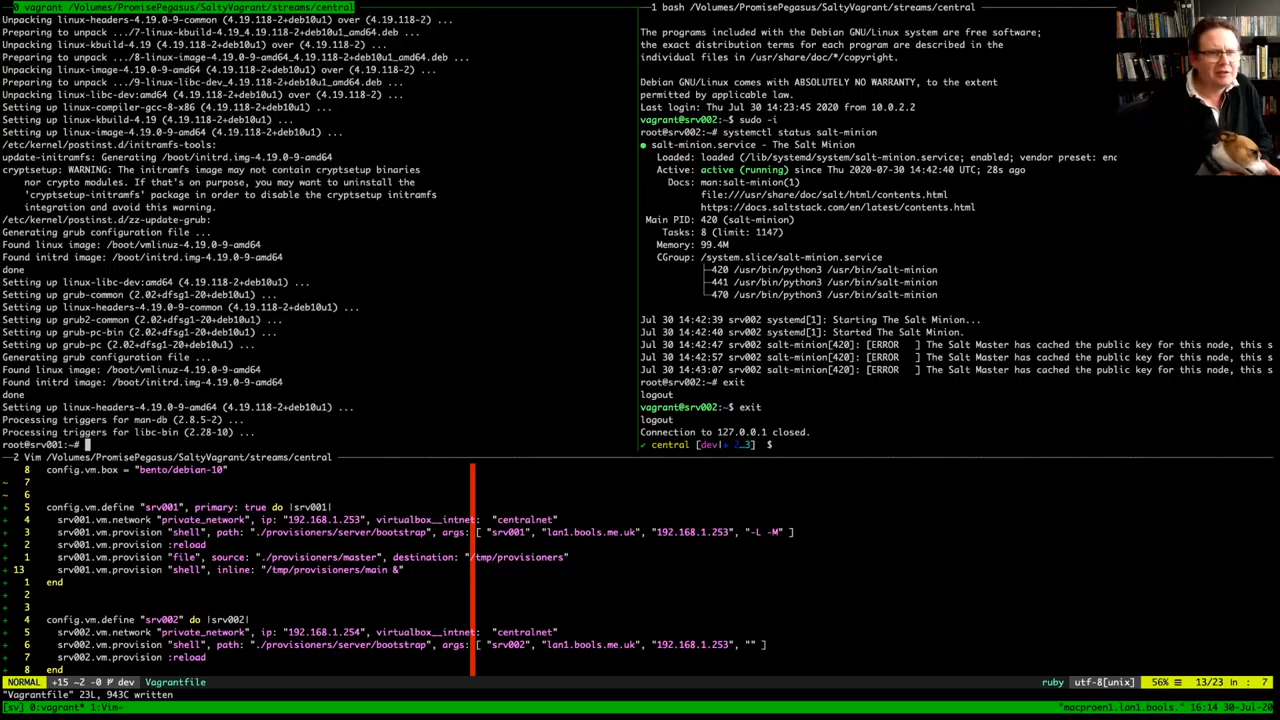 0 vagrant /Volumes/PromisePegasus/SaltyVagrant/streams/central
Unpacking linux-headers-4.19.0-9-common (4.19.118-2+deb10u1) over (4.19.118-2) ...
Preparing to unpack .../7-linux-kbuild-4.19_4.19.118-2+deb10u1_amd64.deb ...
Unpacking linux-kbuild-4.19 (4.19.118-2+deb10u1) over (4.19.118-2) ...
Preparing to unpack .../8-linux-image-4.19.0-9-amd64_4.19.118-2+deb10u1_amd64.deb ...
Unpacking linux-image-4.19.0-9-amd64 (4.19.118-2+deb10u1) over (4.19.118-2) ...
Preparing to unpack .../9-linux-libc-dev_4.19.118-2+deb10u1_amd64.deb ...
Unpacking linux-libc-dev:amd64 (4.19.118-2+deb10u1) over (4.19.118-2) ...
Setting up linux-compiler-gcc-8-x86 (4.19.118-2+deb10u1) ...
Setting up linux-kbuild-4.19 (4.19.118-2+deb10u1) ...
Setting up linux-image-4.19.0-9-amd64 (4.19.118-2+deb10u1) ...
/etc/kernel/postinst.d/initramfs-tools:
update-initramfs: Generating /boot/initrd.img-4.19.0-9-amd64
cryptsetup: WARNING: The initramfs image may not contain cryptsetup binaries
nor crypto modules. If that's on purpose, you may want to uninstall the
'cryptsetup-initramfs' package in order to disable the cryptsetup initramfs
integration and avoid this warning.
/etc/kernel/postinst.d/zz-update-grub:
Generating grub configuration file ...
Found linux image: /boot/vmlinuz-4.19.0-9-amd64
Found initrd image: /boot/initrd.img-4.19.0-9-amd64
done
Setting up linux-libc-dev:amd64 (4.19.118-2+deb10u1) ...
Setting up grub-common (2.02+dfsg1-20+deb10u1) ...
Setting up linux-headers-4.19.0-9-common (4.19.118-2+deb10u1) ...
Setting up grub2-common (2.02+dfsg1-20+deb10u1) ...
Setting up grub-pc-bin (2.02+dfsg1-20+deb10u1) ...
Setting up grub-pc (2.02+dfsg1-20+deb10u1) ...
Generating grub configuration file ...
Found linux image: /boot/vmlinuz-4.19.0-9-amd64
Found initrd image: /boot/initrd.img-4.19.0-9-amd64
done
Setting up linux-headers-4.19.0-9-amd64 (4.19.118-2+deb10u1) ...
Processing triggers for man-db (2.8.5-2) ...
Processing triggers for libc-bin (2.28-10) ...
root@srv001:~#
1 bash /Volumes/PromisePegasus/SaltyVagrant/streams/central
The programs included with the Debian GNU/Linux system are free software;
the exact distribution terms for each program are described in the
individual files in /usr/share/doc/*/copyright.
Debian GNU/Linux comes with ABSOLUTELY NO WARRANTY, to the extent
permitted by applicable law.
Last login: Thu Jul 30 14:23:45 2020 from 10.0.2.2
vagrant@srv002:~$ sudo -i
root@srv002:~# systemctl status salt-minion
● salt-minion.service - The Salt Minion
Loaded: loaded (/lib/systemd/system/salt-minion.service; enabled; vendor preset: ena
Active: active (running) since Thu 2020-07-30 14:42:40 UTC; 28s ago
Docs: man:salt-minion(1)
file:///usr/share/doc/salt/html/contents.html
https://docs.saltstack.com/en/latest/contents.html
Main PID: 420 (salt-minion)
Tasks: 8 (limit: 1147)
Memory: 99.4M
CGroup: /system.slice/salt-minion.service
├─420 /usr/bin/python3 /usr/bin/salt-minion
├─441 /usr/bin/python3 /usr/bin/salt-minion
└─470 /usr/bin/python3 /usr/bin/salt-minion
Jul 30 14:42:39 srv002 systemd[1]: Starting The Salt Minion...
Jul 30 14:42:40 srv002 systemd[1]: Started The Salt Minion.
Jul 30 14:42:47 srv002 salt-minion[420]: [ERROR   ] The Salt Master has cached the public key for this node, this s
Jul 30 14:42:57 srv002 salt-minion[420]: [ERROR   ] The Salt Master has cached the public key for this node, this s
Jul 30 14:43:07 srv002 salt-minion[420]: [ERROR   ] The Salt Master has cached the public key for this node, this s
root@srv002:~# exit
logout
vagrant@srv002:~$ exit
logout
Connection to 127.0.0.1 closed.
✔ central [dev|✚ 2…3] $
2 Vim /Volumes/PromisePegasus/SaltyVagrant/streams/central
8 config.vm.box = "bento/debian-10"
~ 7
~ 6
+ 5 config.vm.define "srv001", primary: true do |srv001|
+ 4 srv001.vm.network "private_network", ip: "192.168.1.253", virtualbox__intnet: "centralnet"
+ 3 srv001.vm.provision "shell", path: "./provisioners/server/bootstrap", args: [ "srv001", "lan1.bools.me.uk", "192.168.1.253", "-L -M" ]
+ 2 srv001.vm.provision :reload
+ 1 srv001.vm.provision "file", source: "./provisioners/master", destination: "/tmp/provisioners"
+ 13 srv001.vm.provision "shell", inline: "/tmp/provisioners/main &"
+ 1 end
+ 2
+ 3
+ 4 config.vm.define "srv002" do |srv002|
+ 5 srv002.vm.network "private_network", ip: "192.168.1.254", virtualbox__intnet: "centralnet"
+ 6 srv002.vm.provision "shell", path: "./provisioners/server/bootstrap", args: [ "srv002", "lan1.bools.me.uk", "192.168.1.253", "" ]
+ 7 srv002.vm.provision :reload
+ 8 end
NORMAL +15 ~2 -0 dev Vagrantfile ruby utf-8[unix] 56% ≡ 13/23 ln : 7
"Vagrantfile" 23L, 943C written
[sv] 0:vagrant* 1:Vim- "macproen1.lan1.bools." 16:14 30-Jul-20